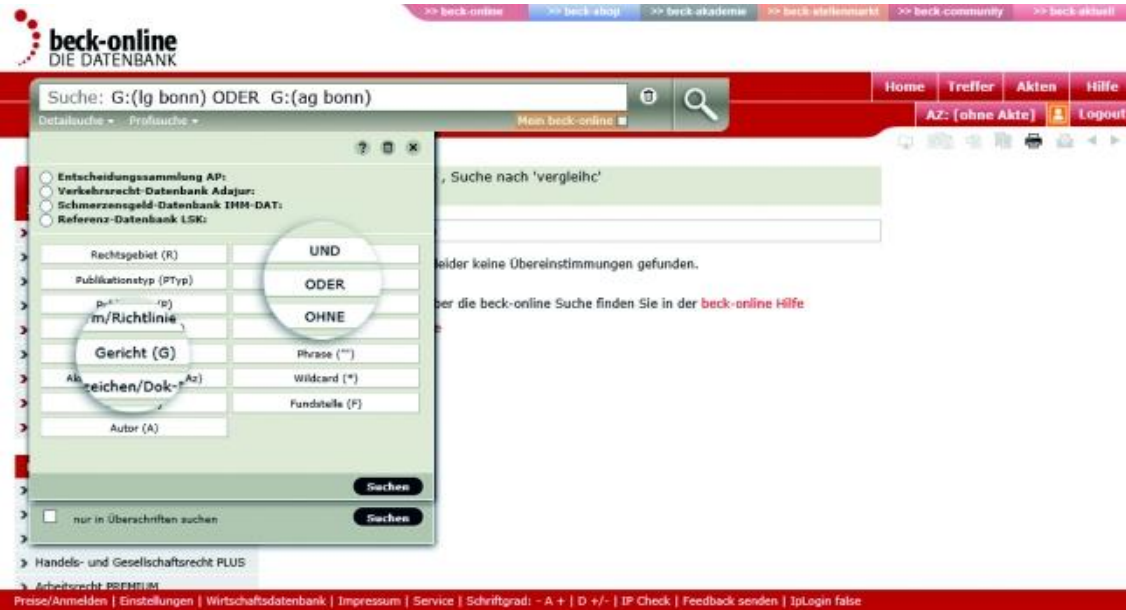 >> beck-online >> beck-shop >> beck-akademie >> beck-stellenmarkt >> beck-community >> beck-aktuell
beck-online
DIE DATENBANK
Suche: G:(lg bonn) ODER G:(ag bonn)
Home Treffer Akten Hilfe
Detailsuche Profisuche
Mein beck-online
AZ: [ohne Akte] Logout
? x
Entscheidungssammlung AP:
Verkehrsrecht-Datenbank Adajur:
Schmerzensgeld-Datenbank IMM-DAT:
Referenz-Datenbank LSK:
, Suche nach 'vergleihc'
Rechtsgebiet (R)
UND
leider keine Übereinstimmungen gefunden.
Publikationstyp (PTyp)
ODER
ber die beck-online Suche finden Sie in der beck-online Hilfe
m/Richtlinie
OHNE
Gericht (G)
Phrase ("")
zeichen/Dok-
Az)
Wildcard (*)
Fundstelle (F)
Autor (A)
Suchen
nur in Überschriften suchen
Suchen
Handels- und Gesellschaftsrecht PLUS
Arbeitsrecht PREMIUM
Preise/Anmelden | Einstellungen | Wirtschaftsdatenbank | Impressum | Service | Schriftgrad: - A + | D +/- | IP Check | Feedback senden | IpLogin false